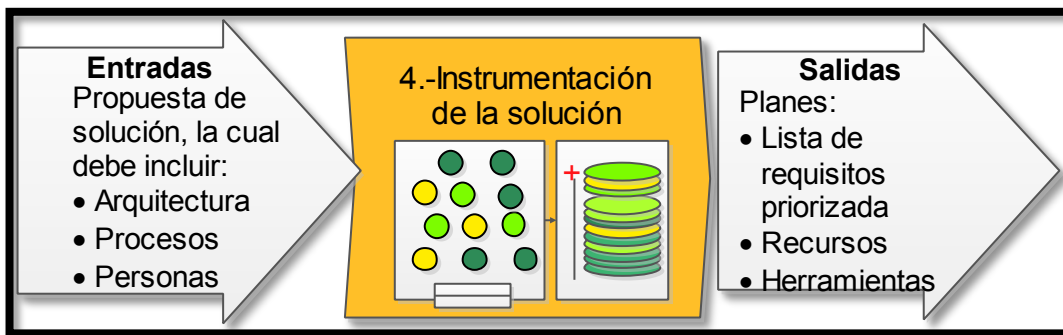 Entradas
Propuesta de
solución, la cual
debe incluir:
• Arquitectura
• Procesos
• Personas
4.-Instrumentación
de la solución
+
Salidas
Planes:
• Lista de
requisitos
priorizada
• Recursos
• Herramientas